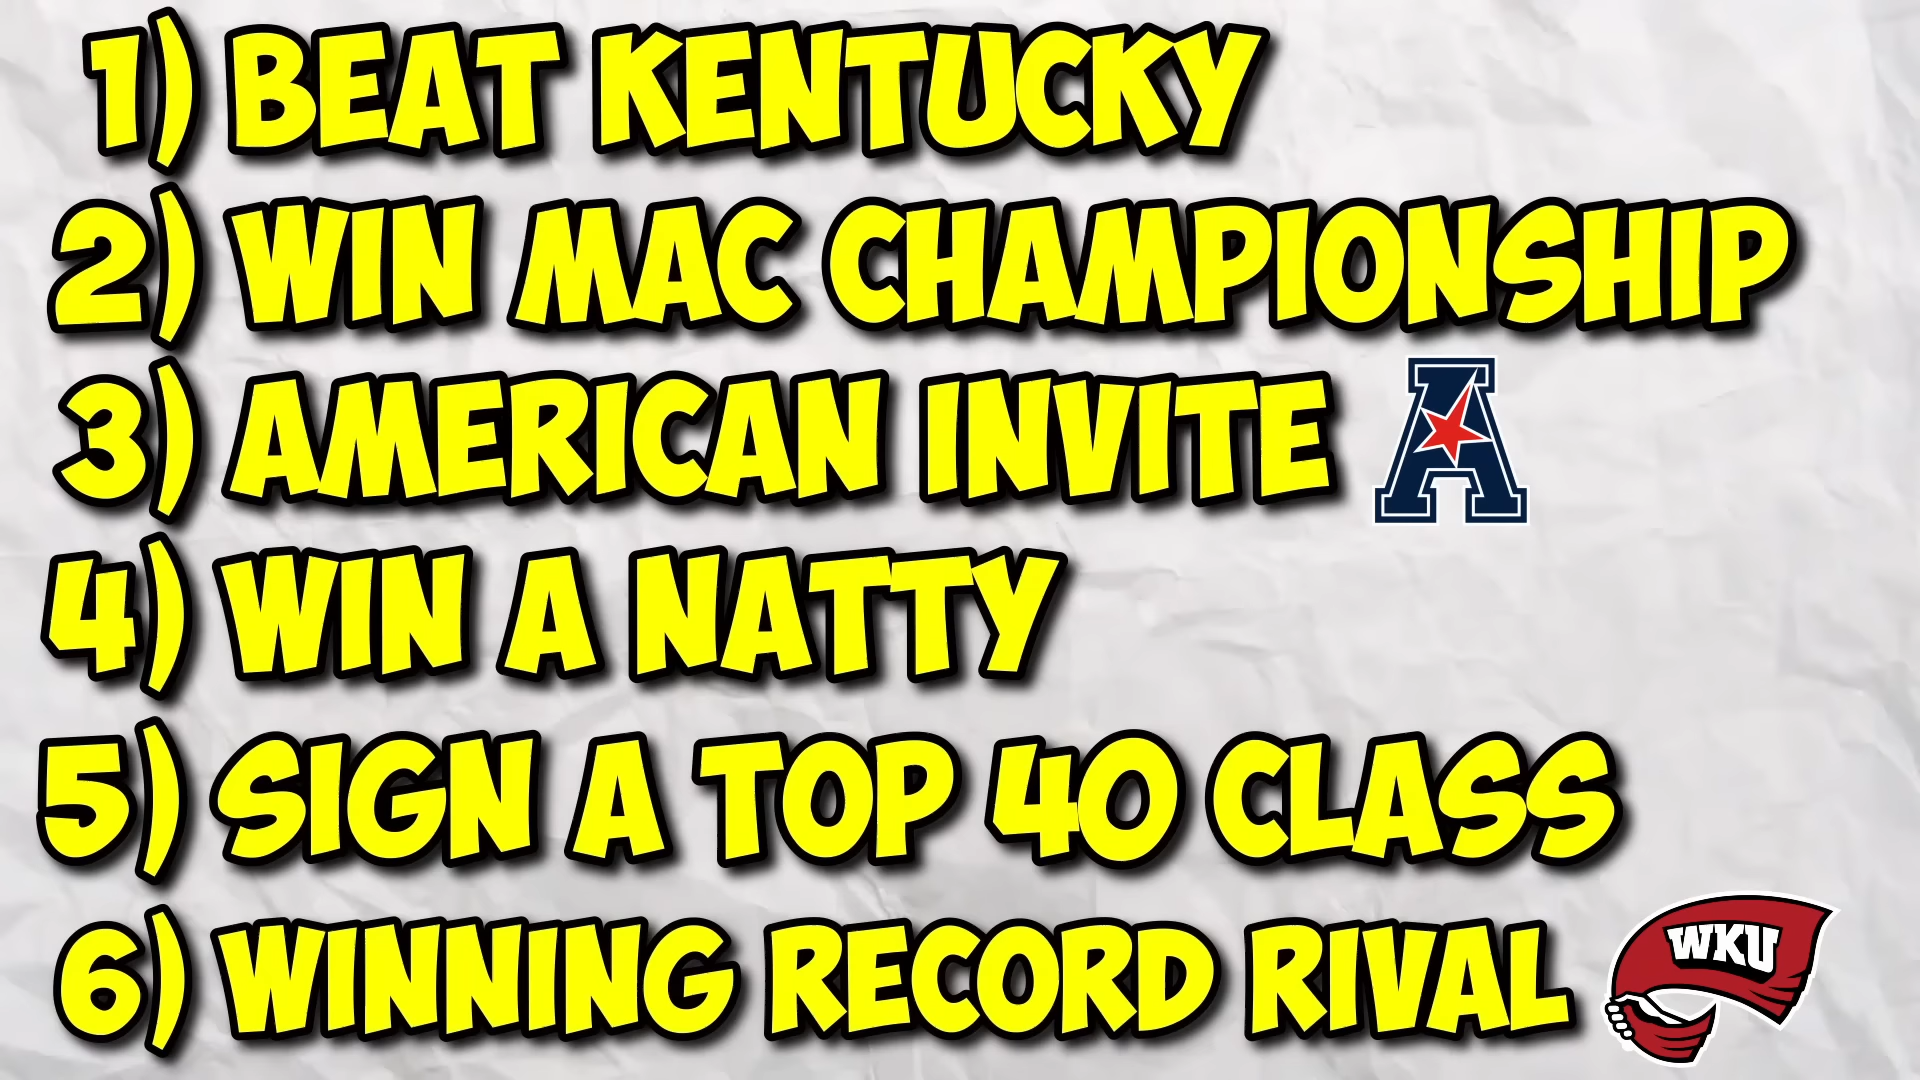 1) BEAT KENTUCKY
2) WIN MAC CHAMPIONSHIP
3) AMERICAN INVITE A
4) WIN A NATTY
5) SIGN A TOP 40 CLASS
6) WINNING RECORD RIVAL WKU